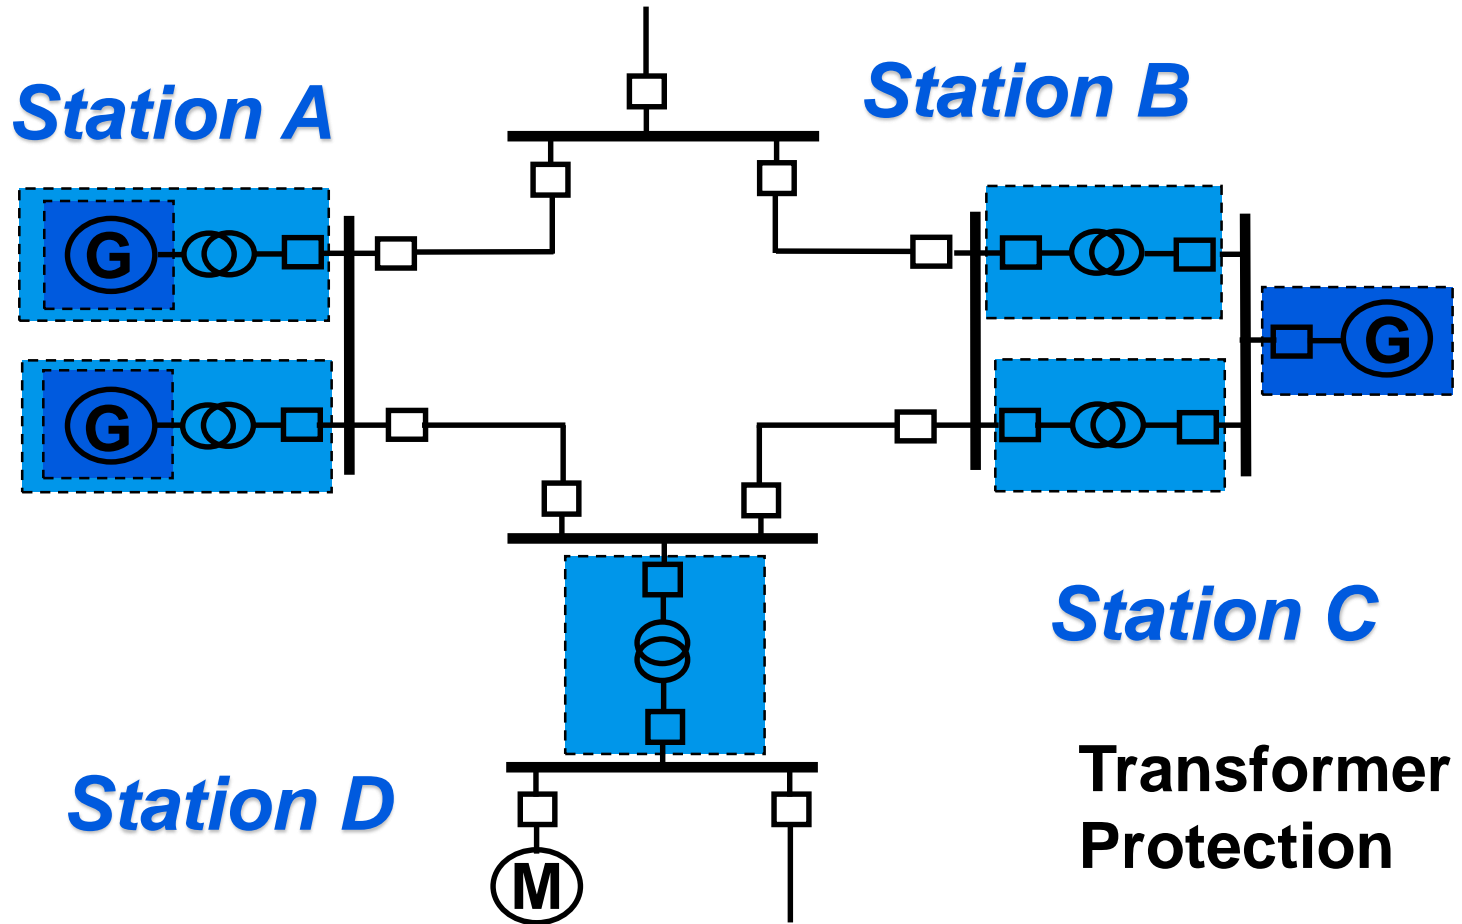 Station A
Station B
G
G
G
Station C
Station D
Transformer
Protection
M